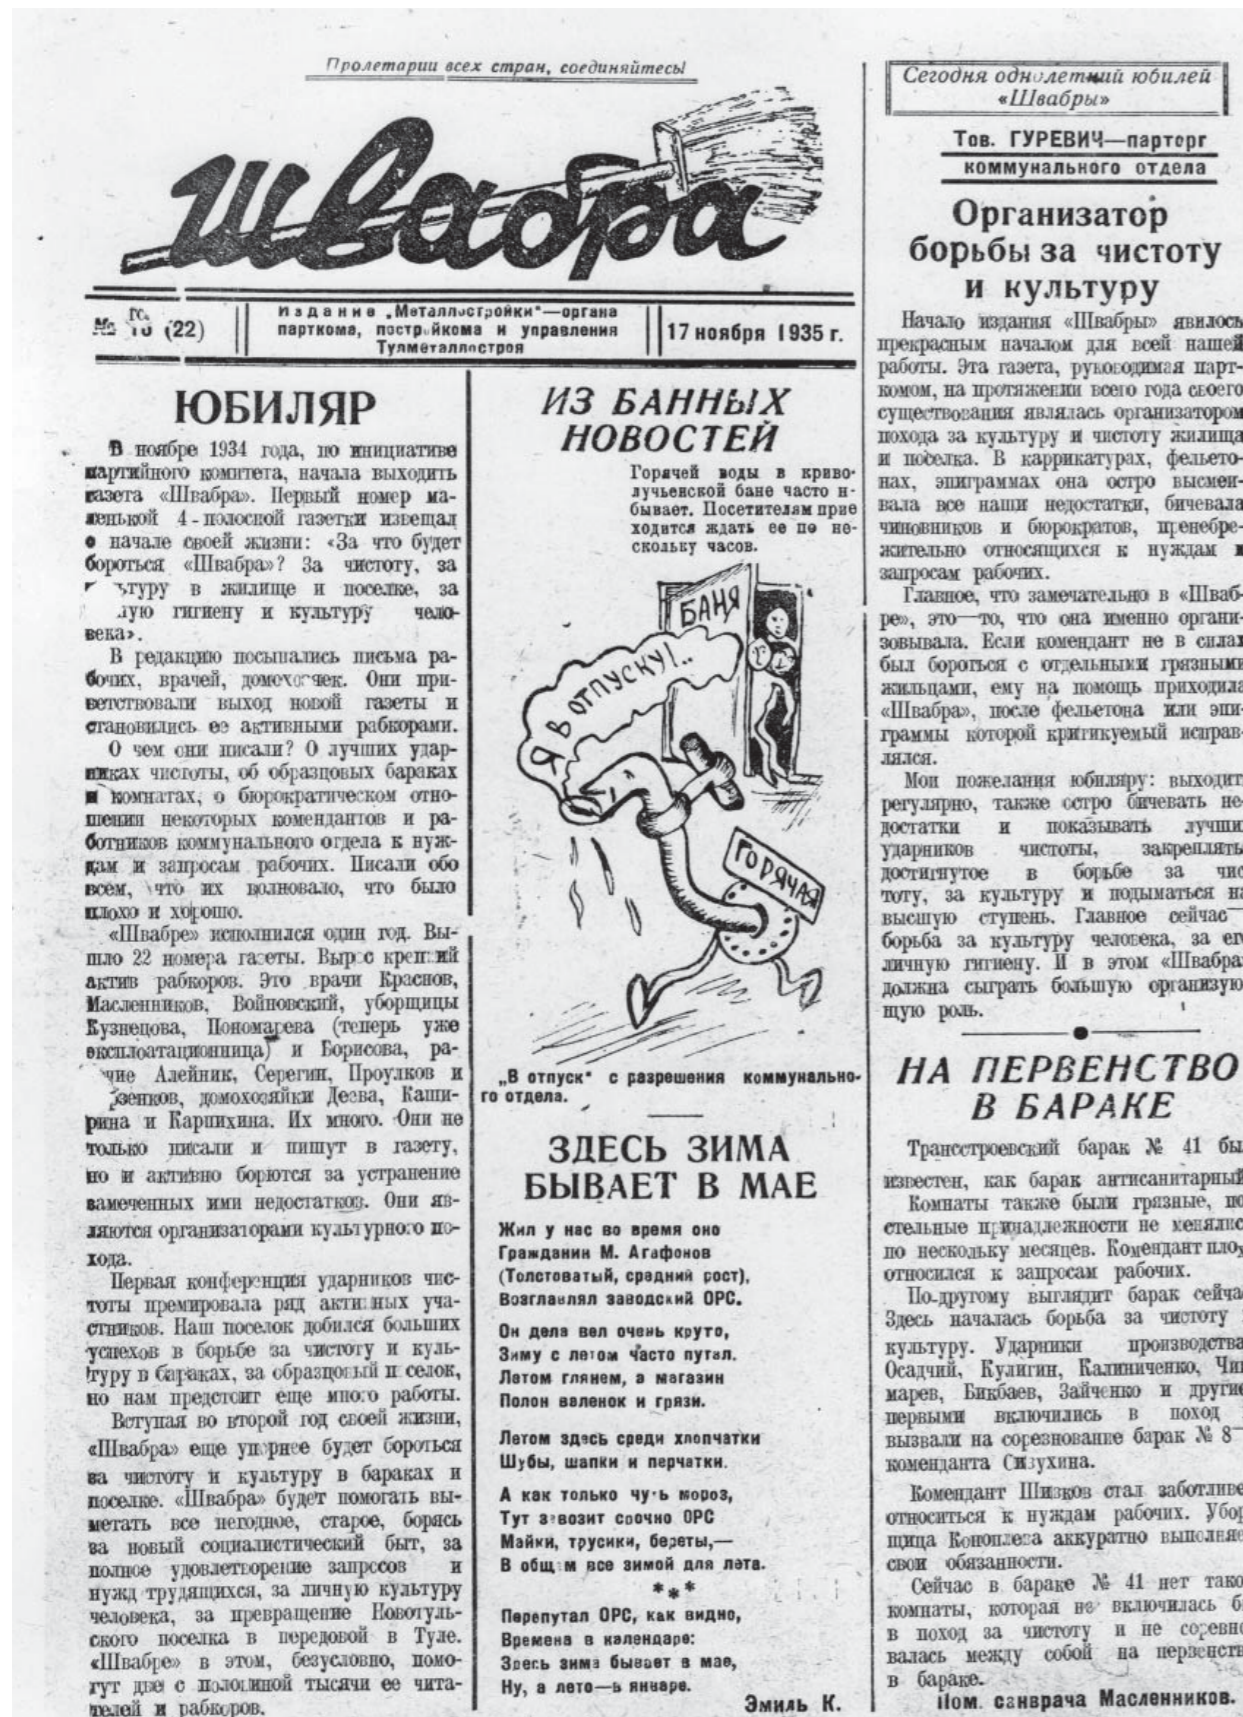 Пролетарии всех стран, соединяйтесь!
Швабра
(22)
Издание „Металлостройки“—органа
парткома, постройкома и управления
Тулметаллостроя
17 ноября 1935 г.
ЮБИЛЯР
В ноябре 1934 года, по инициативе
партийного комитета, начала выходить
газета «Швабра». Первый номер ма-
ленькой 4-полосной газетки извещал
о начале своей жизни: «За что будет
бороться «Швабра»? За чистоту, за
в жилище и поселке, за
гигиену и культуру чело-
века».
В редакцию посыпались письма ра-
бочих, врачей, домохозяек. Они при-
ветствовали выход новой газеты и
становились ее активными рабкорами.
О чем они писали? О лучших удар-
никах чистоты, об образцовых бараках
и комнатах, о бюрократическом отно-
шении некоторых комендантов и ра-
ботников коммунального отдела к нуж-
дам и запросам рабочих. Писали обо
всем, что их волновало, что было
плохо и хорошо.
«Швабре» исполнился один год. Вы-
шло 22 номера газеты. Вырос крепкий
актив рабкоров. Это врачи Краснов,
Масленников, Войновский, уборщицы
Кузнецова, Пономарева (теперь уже
эксплоатационница) и Борисова, ра-
чие Алейник, Серегин, Проулков и
домохозяйки Деева, Каши-
рина и Карпихина. Их много. Они не
только писали и пишут в газету,
но и активно борются за устранение
замеченных ими недостатков. Они яв-
ляются организаторами культурного по-
хода.
Первая конференция ударников чис-
тоты премировала ряд активных уча-
стников. Наш поселок добился больших
успехов в борьбе за чистоту и куль-
туру в бараках, за образцовый п селок,
но нам предстоит еще много работы.
Вступая во второй год своей жизни,
«Швабра» еще упорнее будет бороться
за чистоту и культуру в бараках и
поселке. «Швабра» будет помогать вы-
метать все негодное, старое, борясь
за новый социалистический быт, за
полное удовлетворение запросов и
нужд трудящихся, за личную культуру
человека, за превращение Новотуль-
ского поселка в передовой в Туле.
«Швабре» в этом, безусловно, помо-
гут две с половиной тысячи ее чита-
телей и рабкоров.
ИЗ БАННЫХ
НОВОСТЕЙ
Горячей воды в криво-
лучьенской бане часто н-
бывает. Посетителям прие
ходится ждать ее по не-
скольку часов.
БАНЯ
Я В ОТПУСКУ!..
ГОРЯЧАЯ
„В отпуск“ с разрешения коммунально-
го отдела.
ЗДЕСЬ ЗИМА
БЫВАЕТ В МАЕ
Жил у нас во время оно
Гражданин М. Агафонов
(Толстоватый, средний рост),
Возглавлял заводский ОРС.
Он дела вел очень круто,
Зиму с летом часто путал.
Летом глянем, а магазин
Полон валенок и грязи.
Летом здесь среди хлопчатки
Шубы, шапки и перчатки.
А как только чуть мороз,
Тут завозит срочно ОРС
Майки, трусики, береты,—
В общем все зимой для лета.
***
Перепутал ОРС, как видно,
Времена в календаре:
Здесь зима бывает в мае,
Ну, а лето—в январе.
Эмиль К.
Сегодня однолетний юбилей
«Швабры»
Тов. ГУРЕВИЧ—парторг
коммунального отдела
Организатор
борьбы за чистоту
и культуру
Начало издания «Швабры» явилось
прекрасным началом для всей нашей
работы. Эта газета, руководимая парт-
комом, на протяжении всего года своего
существования являлась организатором
похода за культуру и чистоту жилища
и поселка. В каррикатурах, фельето-
нах, эпиграммах она остро высмеи-
вала все наши недостатки, бичевала
чиновников и бюрократов, пренебре-
жительно относящихся к нуждам и
запросам рабочих.
Главное, что замечательно в «Шваб-
ре», это—то, что она именно органи-
зовывала. Если комендант не в силах
был бороться с отдельными грязными
жильцами, ему на помощь приходила
«Швабра», после фельетона или эпи-
граммы которой критикуемый исправ-
лялся.
Мои пожелания юбиляру: выходить
регулярно, также остро бичевать не-
достатки и показывать лучших
ударников чистоты, закреплять
достигнутое в борьбе за чис
тоту, за культуру и подыматься на
высшую ступень. Главное сейчас—
борьба за культуру человека, за его
личную гигиену. И в этом «Швабра»
должна сыграть большую организую
щую роль.
НА ПЕРВЕНСТВО
В БАРАКЕ
Трансстроевский барак № 41 был
известен, как барак антисанитарный
Комнаты также были грязные, по
стельные принадлежности не менялис
по нескольку месяцев. Комендант плох
относился к запросам рабочих.
По-другому выглядит барак сейча
Здесь началась борьба за чистоту
культуру. Ударники производства
Осадчий, Кулигин, Калиниченко, Чи
марев, Бикбаев, Зайченко и другие
первыми включились в поход
вызвали на соревнование барак № 8—
коменданта Сизухина.
Комендант Шизков стал заботливе
относиться к нуждам рабочих. Убор
щица Коноплева аккуратно выполняе
свои обязанности.
Сейчас в бараке № 41 нет тако
комнаты, которая не включилась б
в поход за чистоту и не соревно
валась между собой на первенств
в бараке.
Пом. санврача Масленников.